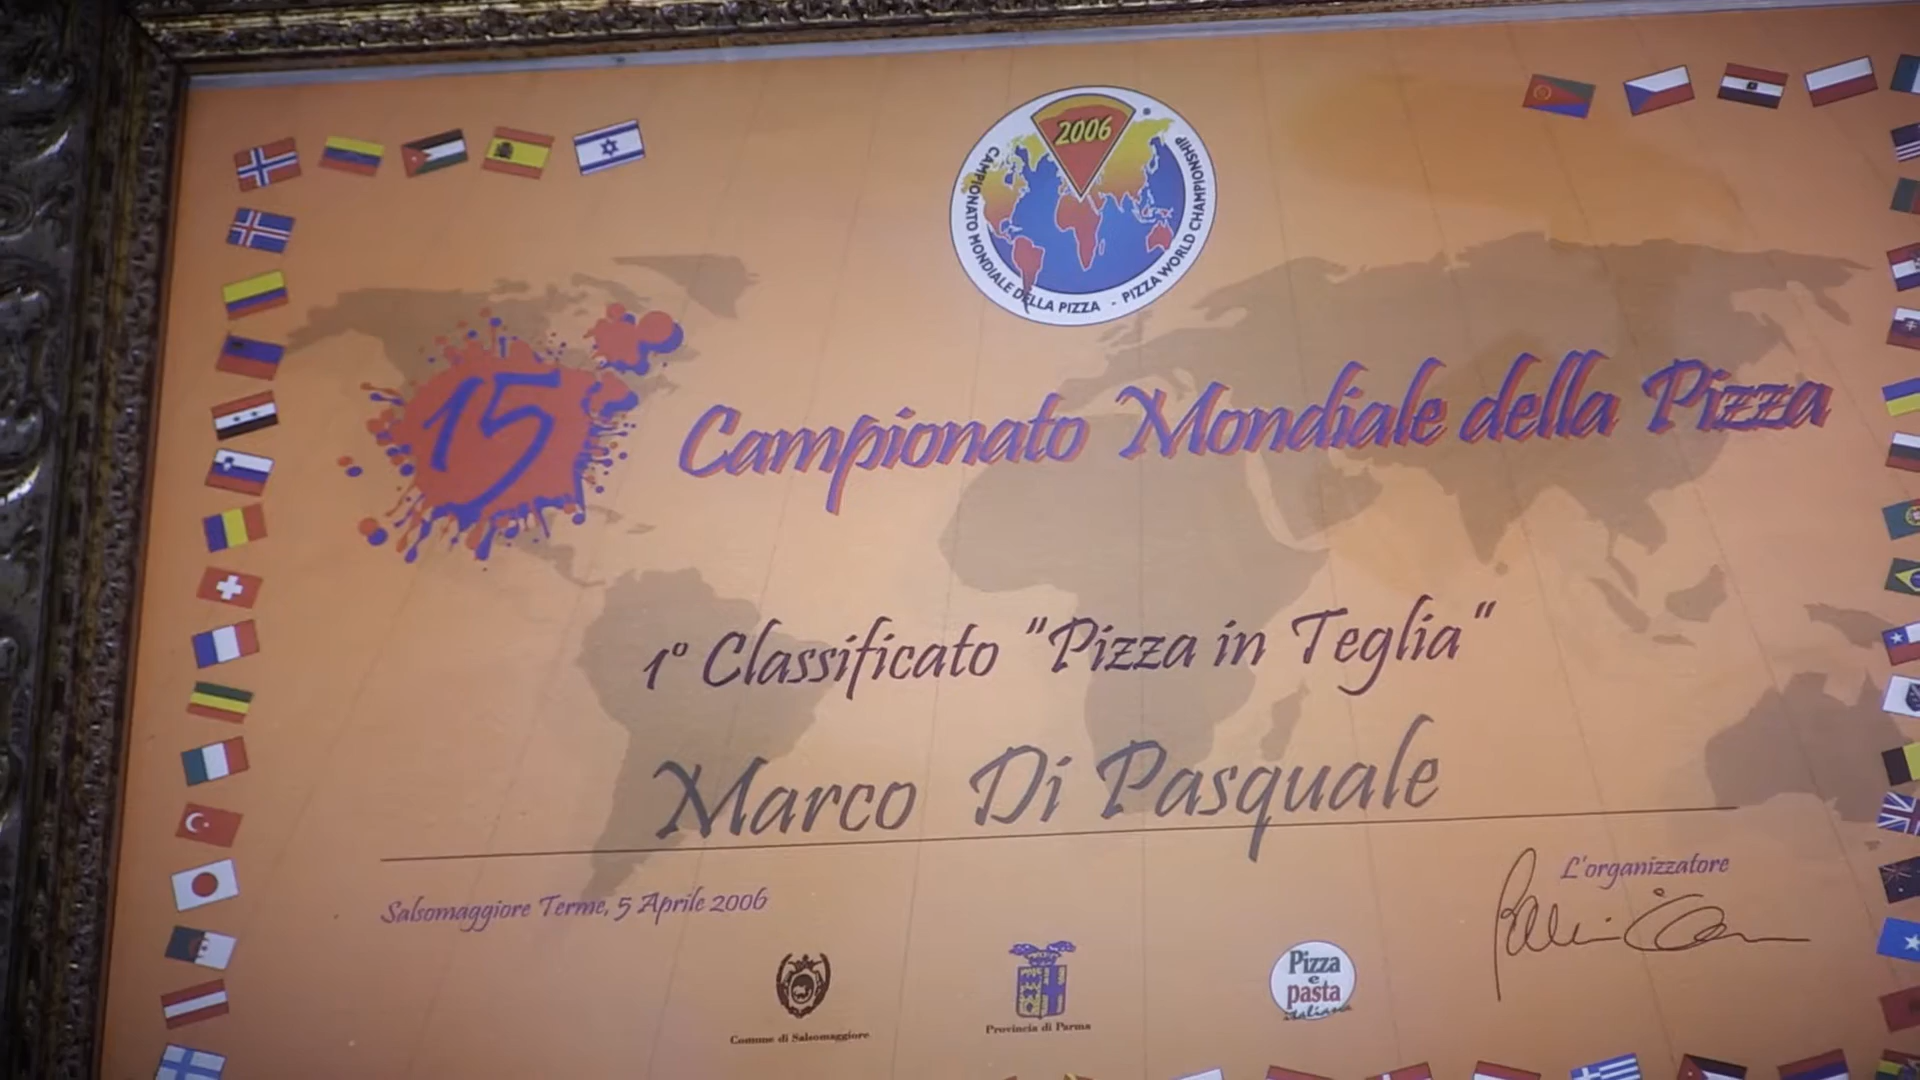 2006
CAMPIONATO MONDIALE DELLA PIZZA - PIZZA WORLD CHAMPIONSHIP
15° Campionato Mondiale della Pizza
1° Classificato "Pizza in Teglia"
Marco Di Pasquale
L'organizzatore
Salsomaggiore Terme, 5 Aprile 2006
Comune di Salsomaggiore
Provincia di Parma
Pizza
e
pasta
italiana